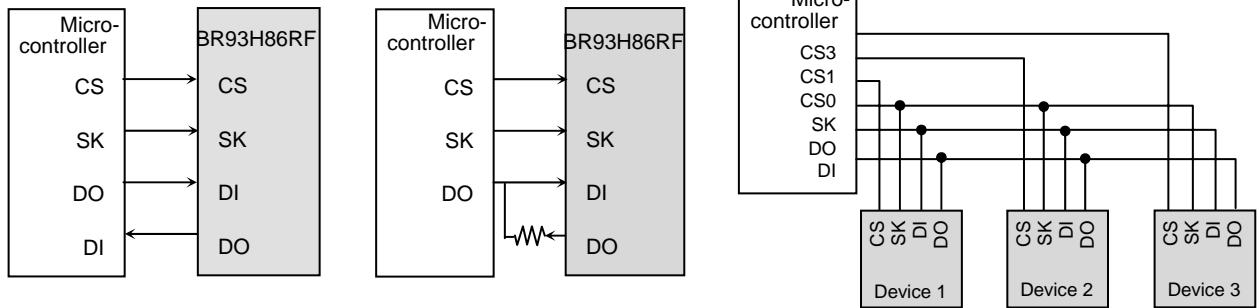 Micro-
controller
CS
SK
DO
DI
BR93H86RF
CS
SK
DI
DO
Micro-
controller
CS
SK
DO
BR93H86RF
CS
SK
DI
DO
Micro-
controller
CS3
CS1
CS0
SK
DO
DI
CS
SK
DI
DO
Device 1
CS
SK
DI
DO
Device 2
CS
SK
DI
DO
Device 3